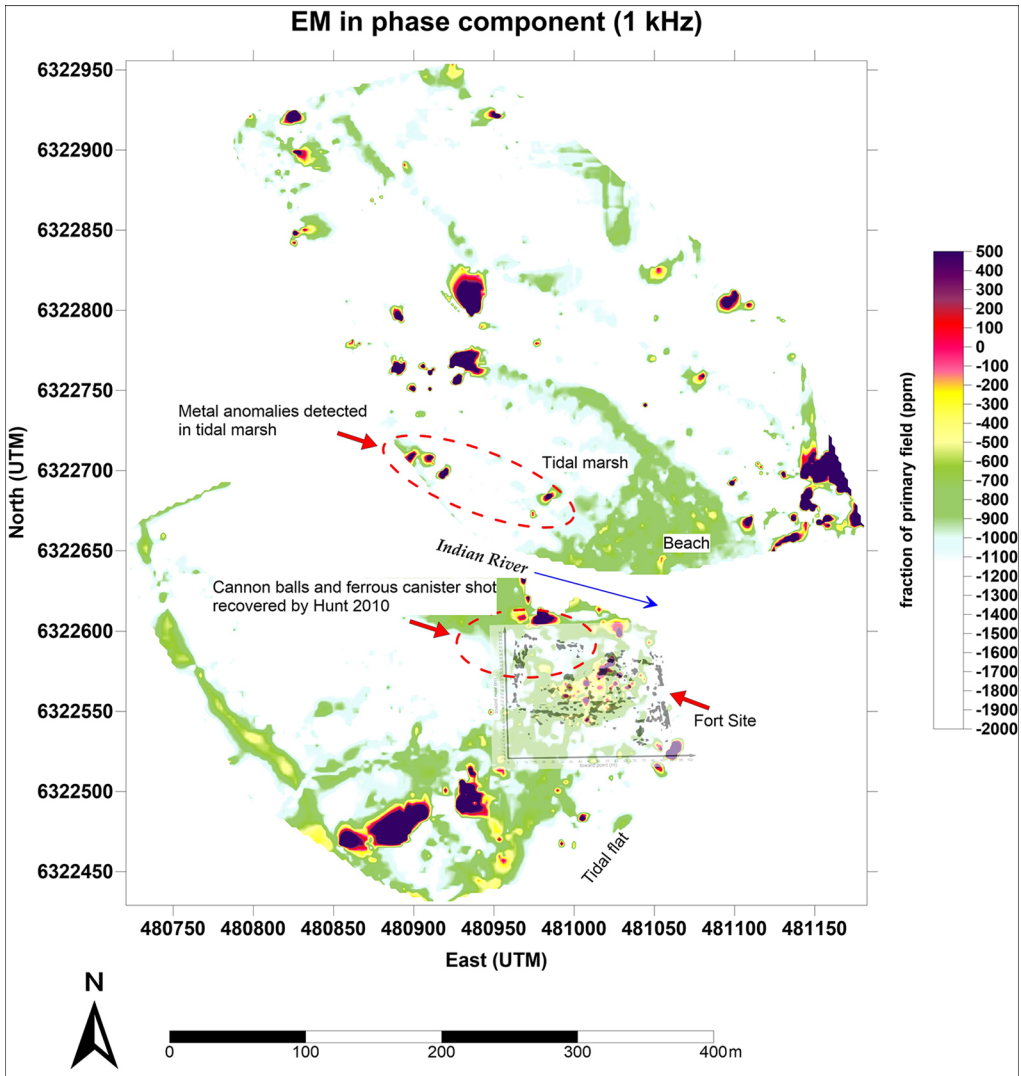 EM in phase component (1 kHz)
6322950
6322900
6322850
6322800
6322750
6322700
6322650
6322600
6322550
6322500
6322450
North (UTM)
480750 480800 480850 480900 480950 481000 481050 481100 481150
East (UTM)
Metal anomalies detected
in tidal marsh
Tidal marsh
Beach
Indian River
Cannon balls and ferrous canister shot
recovered by Hunt 2010
Fort Site
Tidal flat
500
400
300
200
100
0
-100
-200
-300
-400
-500
-600
-700
-800
-900
-1000
-1100
-1200
-1300
-1400
-1500
-1600
-1700
-1800
-1900
-2000
fraction of primary field (ppm)
N
0 100 200 300 400 m